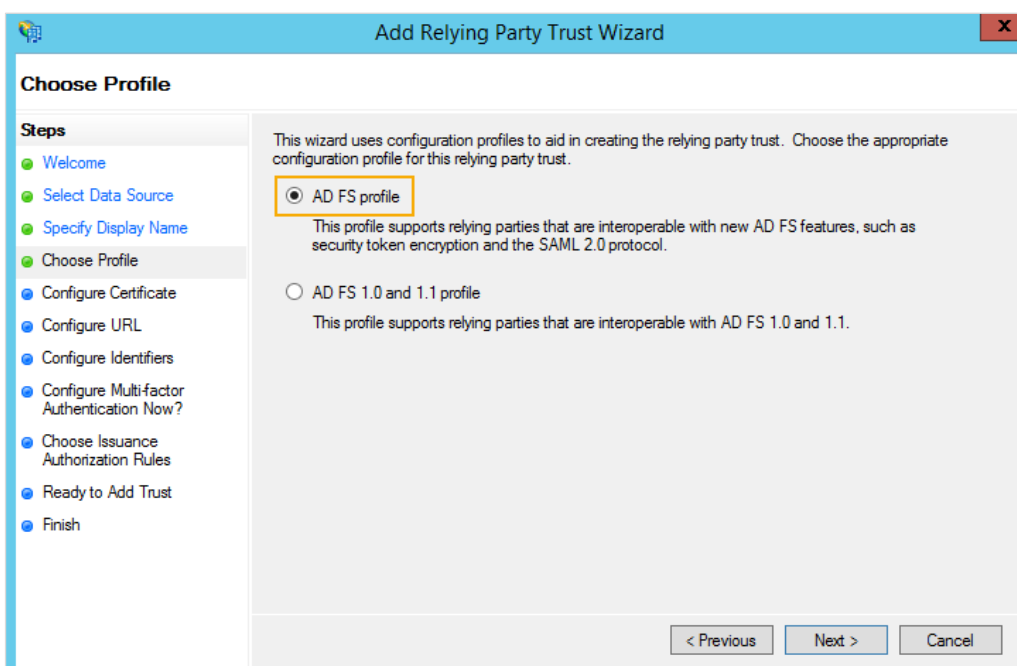 Add Relying Party Trust Wizard
x
Choose Profile
Steps
Welcome
Select Data Source
Specify Display Name
Choose Profile
Configure Certificate
Configure URL
Configure Identifiers
Configure Multi-factor
Authentication Now?
Choose Issuance
Authorization Rules
Ready to Add Trust
Finish
This wizard uses configuration profiles to aid in creating the relying party trust. Choose the appropriate
configuration profile for this relying party trust.
AD FS profile
This profile supports relying parties that are interoperable with new AD FS features, such as
security token encryption and the SAML 2.0 protocol.
AD FS 1.0 and 1.1 profile
This profile supports relying parties that are interoperable with AD FS 1.0 and 1.1.
< Previous
Next >
Cancel